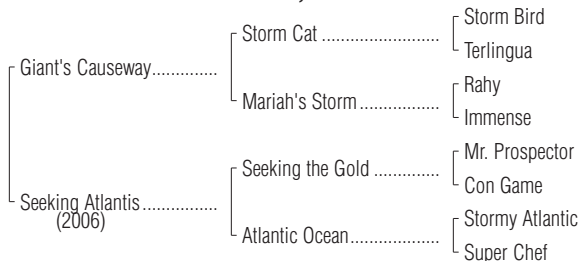 Storm Bird
Storm Cat ..........................
Terlingua
Giant's Causeway..............
Rahy
Mariah's Storm..................
Immense
Mr. Prospector
Seeking the Gold ..............
Con Game
Seeking Atlantis................
(2006)
Stormy Atlantic
Atlantic Ocean....................
Super Chef